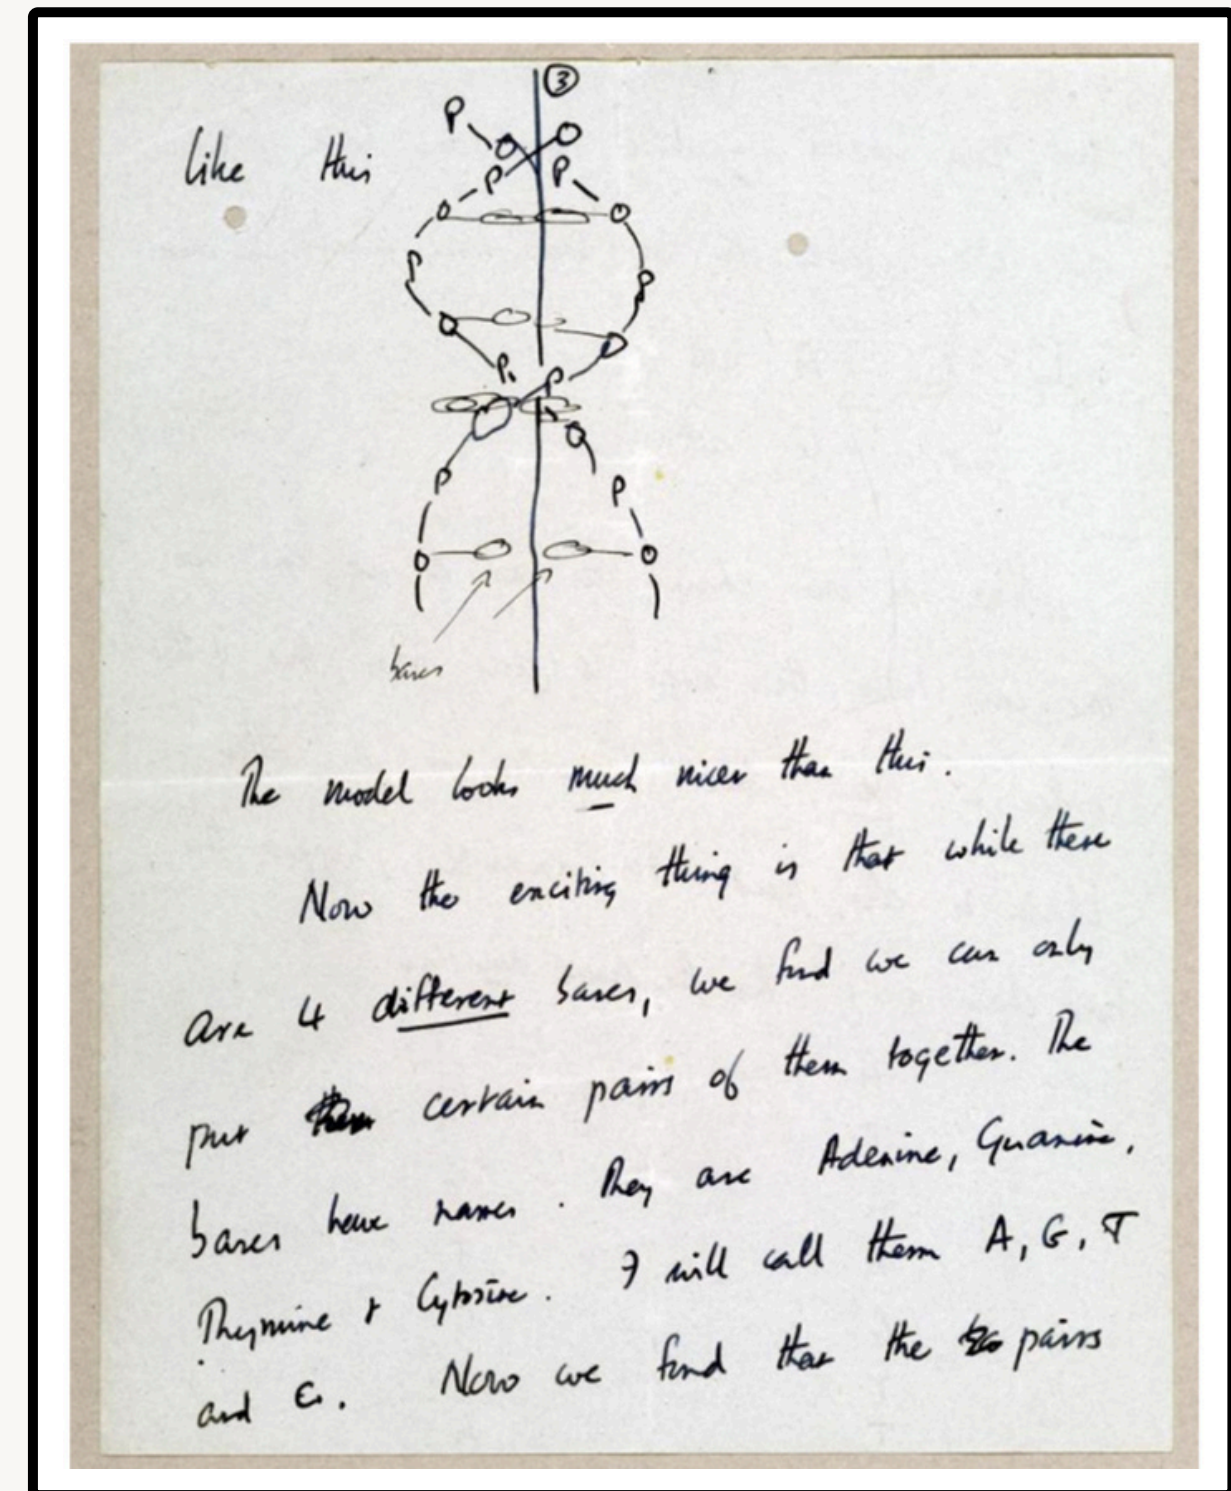 ③
P
O O
like this
P P
O O
P P
O O
P P
O
P P
O O
bases
The model looks much nicer than this.
Now the exciting thing is that while there
are 4 different bases, we find we can only
put certain pairs of them together. The
bases have names. They are Adenine, Guanine,
Thymine & Cytosine. I will call them A, G, T
and C. Now we find that the pairs